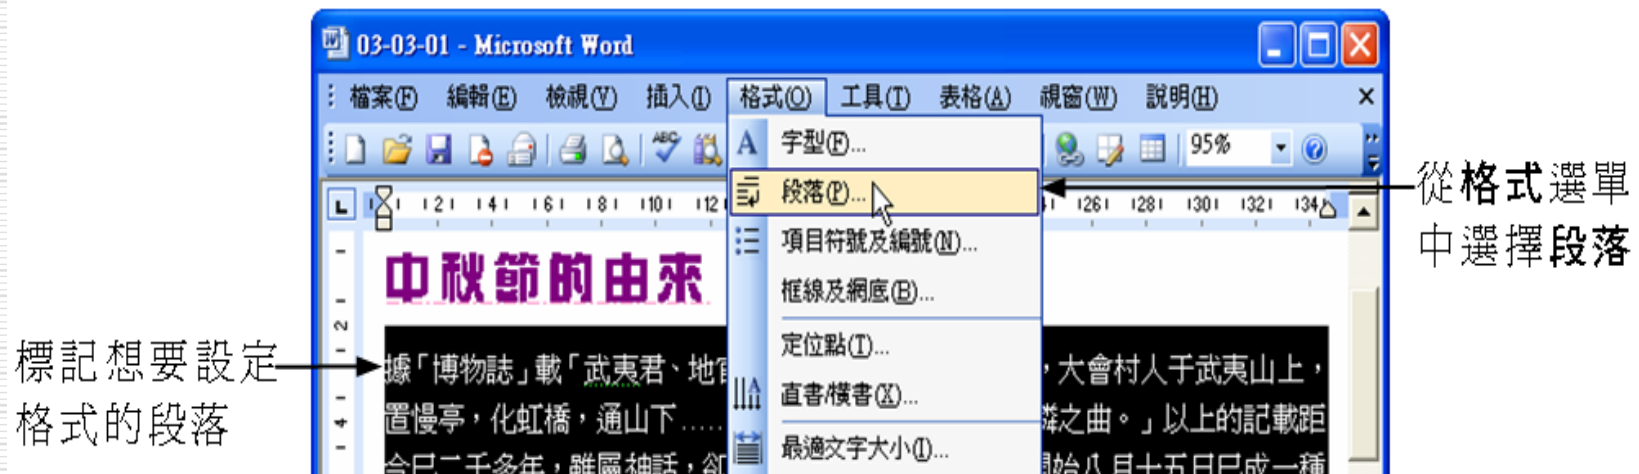 03-03-01 - Microsoft Word
檔案(F) 編輯(E) 檢視(V) 插入(I) 格式(O) 工具(T) 表格(A) 視窗(W) 說明(H)
95%
字型(F)...
段落(P)...
項目符號及編號(N)...
框線及網底(B)...
定位點(T)...
直書/橫書(X)...
最適文字大小(I)...
從格式選單
中選擇段落
中秋節的由來
標記想要設定
格式的段落
據「博物誌」載「武夷君、地 ,大會村人于武夷山上,
置慢亭,化虹橋,通山下…… 之曲。」以上的記載距
今已二千多年,雖屬神話,卻 開始八月十五日已成一種